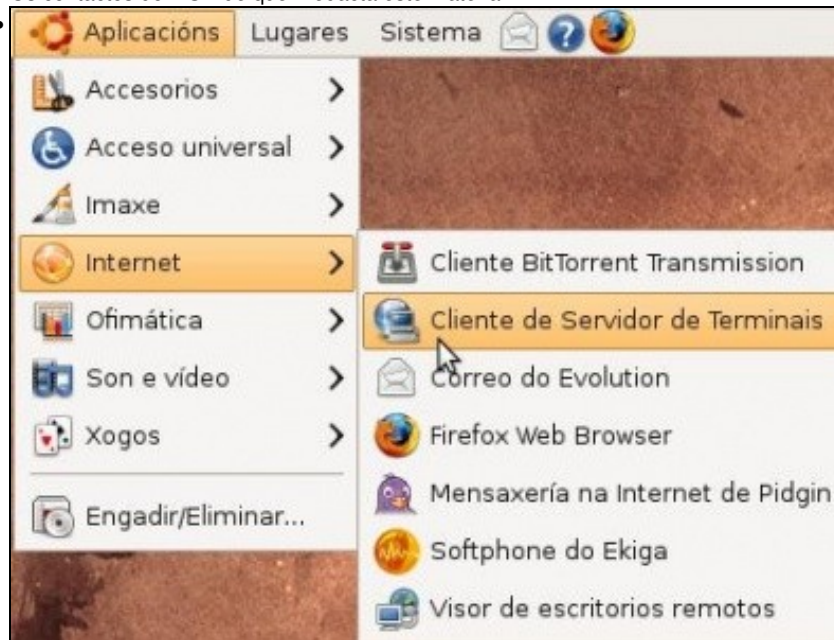 Aplicacións Lugares Sistema
Accesorios
Acceso universal
Imaxe
Internet
Ofimática
Son e vídeo
Xogos
Engadir/Eliminar...
Cliente BitTorrent Transmission
Cliente de Servidor de Terminais
Correo do Evolution
Firefox Web Browser
Mensaxería na Internet de Pidgin
Softphone do Ekiga
Visor de escritorios remotos